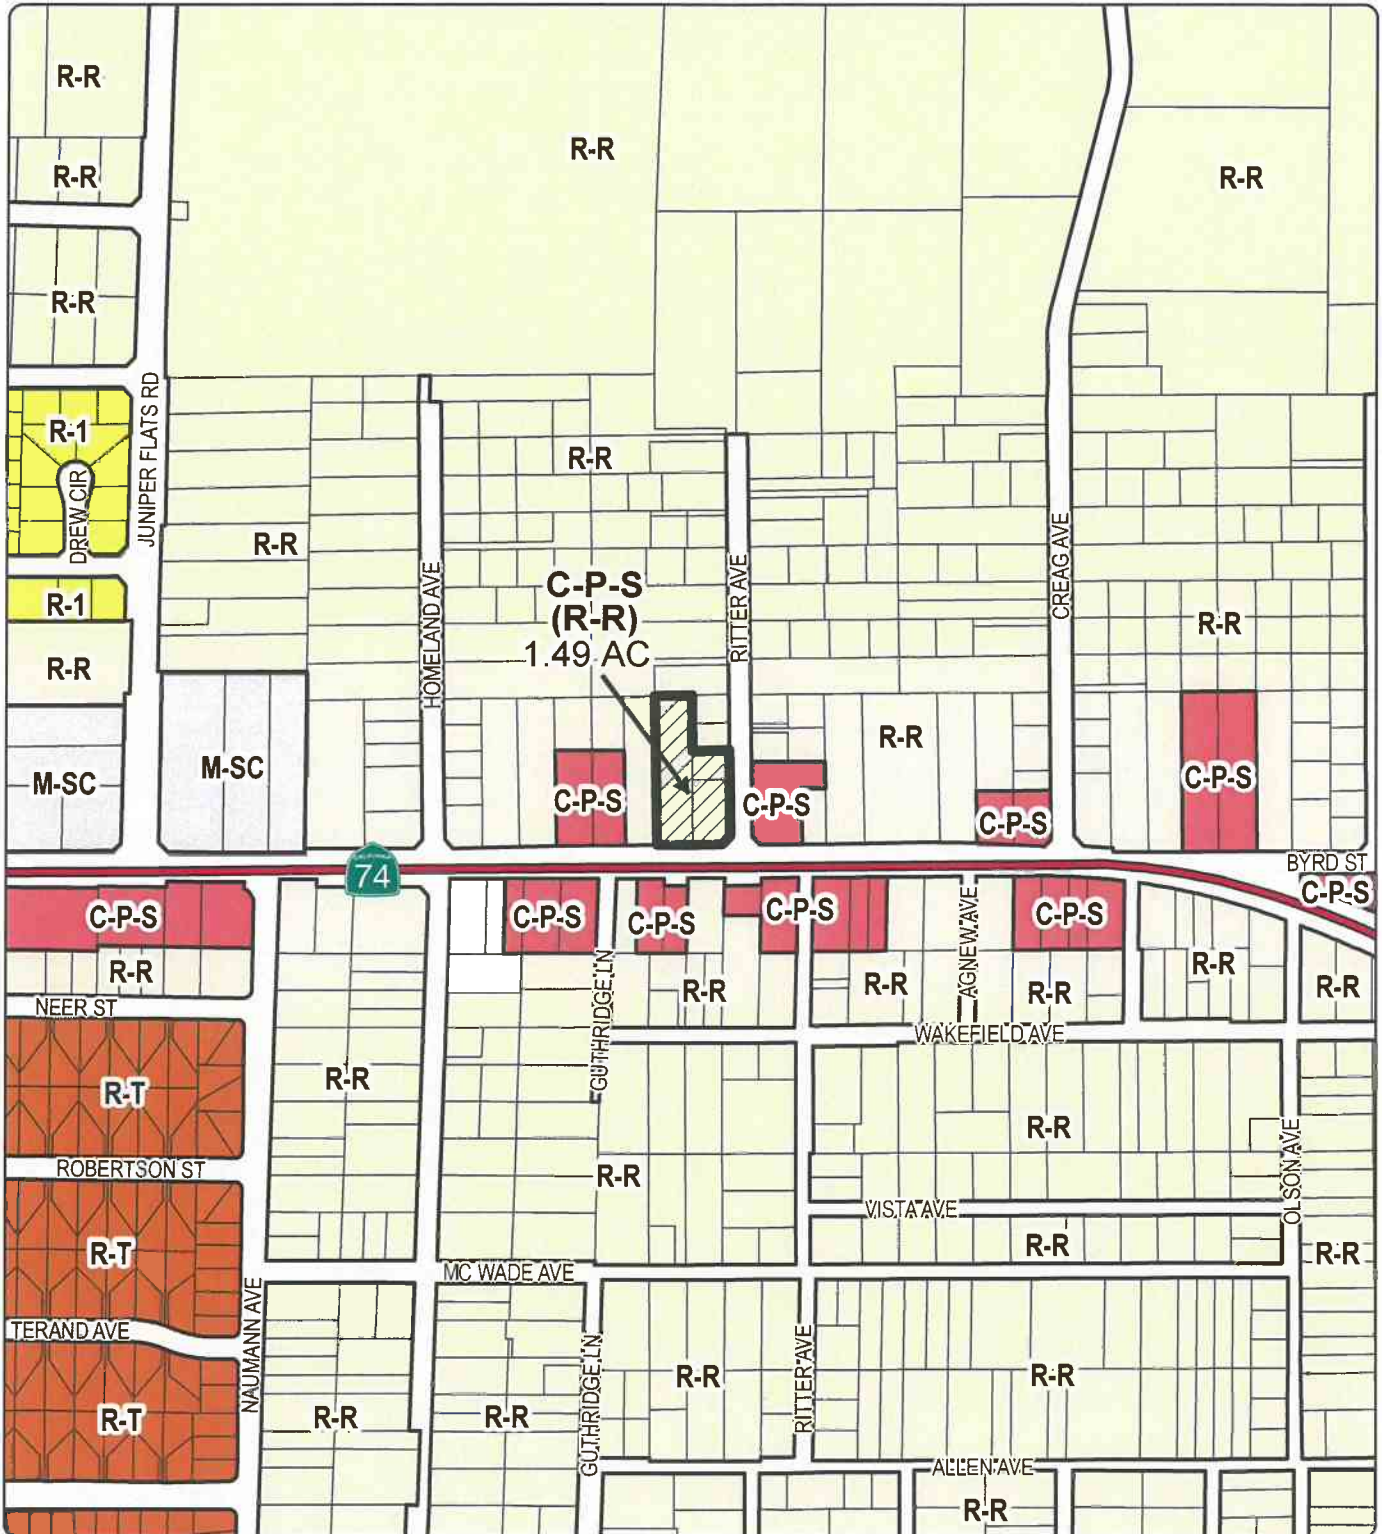 R-R
R-R
R-R
R-R
R-R
R-1
DREW CIR
JUNIPER FLATS RD
R-R
R-R
HOMELAND AVE
C-P-S
(R-R)
1.49 AC
RITTER AVE
CREAG AVE
R-1
R-R
R-R
M-SC
M-SC
C-P-S
C-P-S
R-R
C-P-S
C-P-S
CALIFORNIA
74
BYRD ST
C-P-S
C-P-S
C-P-S
C-P-S
C-P-S
C-P-S
R-R
NEER ST
GUTHRIDGE LN
R-R
R-R
AGNEW AVE
R-R
R-R
R-R
WAKEFIELD AVE
R-T
R-R
R-R
ROBERTSON ST
R-R
OLSON AVE
VISTA AVE
R-T
R-R
R-R
MC WADE AVE
TERAND AVE
NAUMANN AVE
R-T
R-R
R-R
GUTHRIDGE LN
R-R
RITTER AVE
R-R
ALLEN AVE
R-R